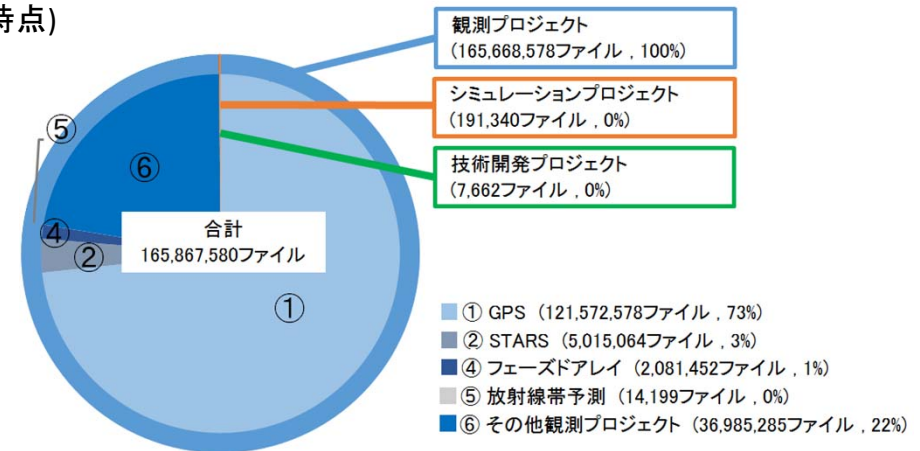 時点)
観測プロジェクト
(165,668,578ファイル , 100%)
シミュレーションプロジェクト
(191,340ファイル , 0%)
技術開発プロジェクト
(7,662ファイル , 0%)
⑤
⑥
④
②
合計
165,867,580ファイル
①
① GPS (121,572,578ファイル , 73%)
② STARS (5,015,064ファイル , 3%)
④ フェーズドアレイ (2,081,452ファイル , 1%)
⑤ 放射線帯予測 (14,199ファイル , 0%)
⑥ その他観測プロジェクト (36,985,285ファイル , 22%)